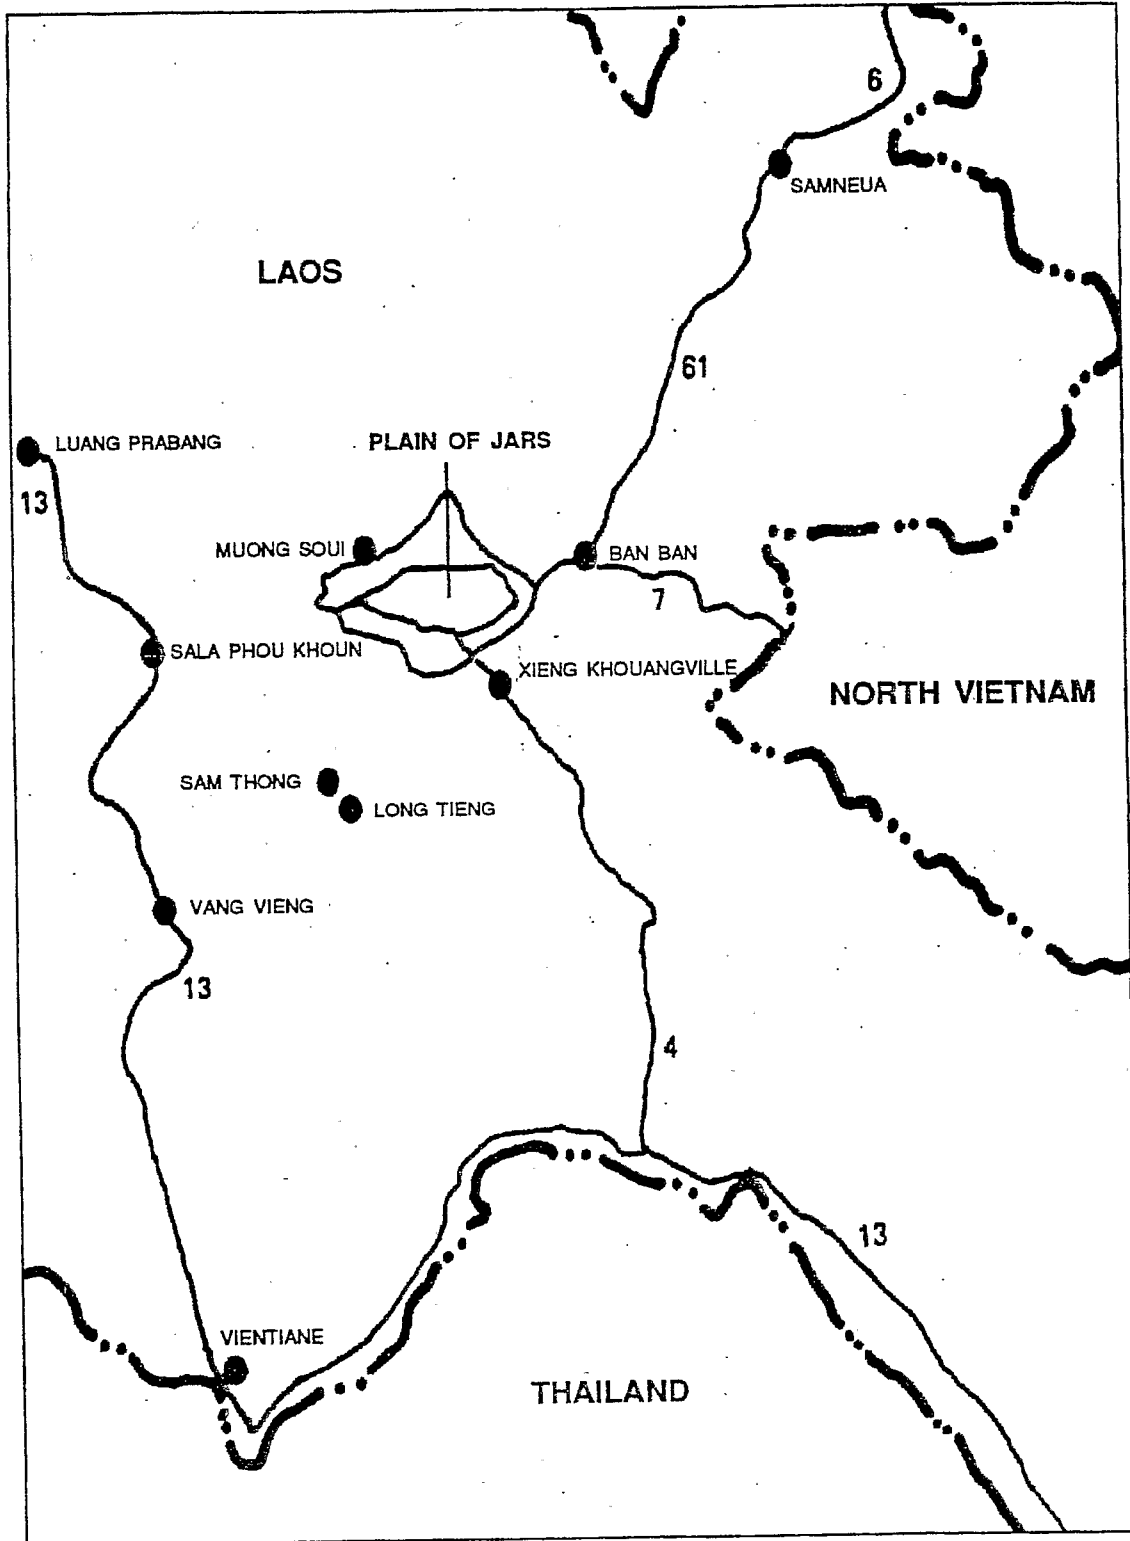 6
SAMNEUA
LAOS
61
LUANG PRABANG
PLAIN OF JARS
13
MUONG SOUI
BAN BAN
7
SALA PHOU KHOUN
XIENG KHOUANGVILLE
NORTH VIETNAM
SAM THONG
LONG TIENG
VANG VIENG
13
4
13
VIENTIANE
THAILAND